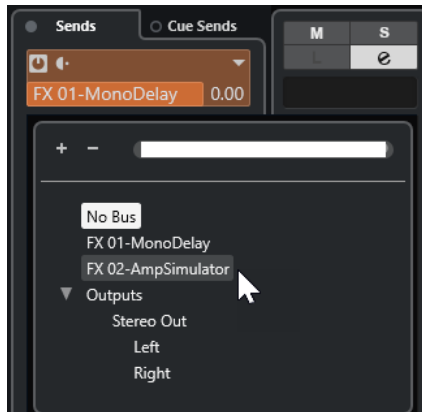 Sends
Cue Sends
M S
L e
FX 01-MonoDelay 0.00
+ −
No Bus
FX 01-MonoDelay
FX 02-AmpSimulator
Outputs
Stereo Out
Left
Right